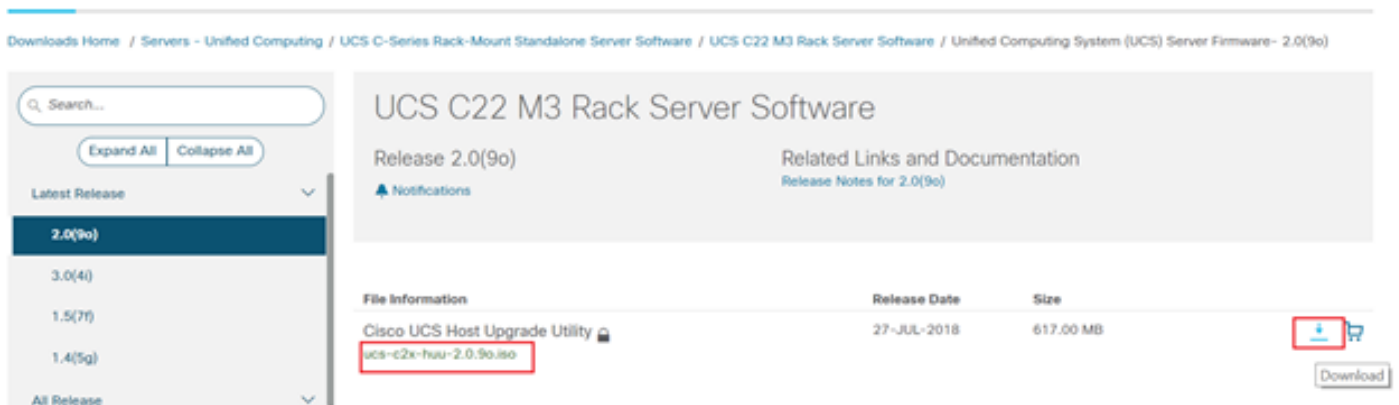 Downloads Home / Servers - Unified Computing / UCS C-Series Rack-Mount Standalone Server Software / UCS C22 M3 Rack Server Software / Unified Computing System (UCS) Server Firmware- 2.0(9o)
Search...
Expand All Collapse All
Latest Release
2.0(9o)
3.0(4i)
1.5(7f)
1.4(5g)
All Release
UCS C22 M3 Rack Server Software
Release 2.0(9o)
Notifications
Related Links and Documentation
Release Notes for 2.0(9o)
File Information Release Date Size
Cisco UCS Host Upgrade Utility 27-JUL-2018 617.00 MB
ucs-c2x-huu-2.0.9o.iso
Download